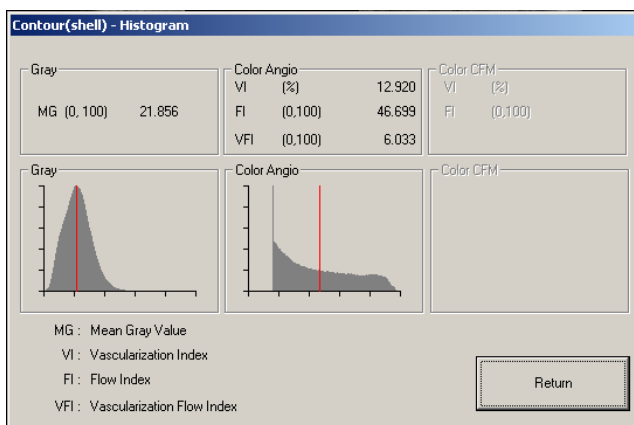 Contour(shell) - Histogram
Gray
MG (0, 100) 21.856
Color Angio
VI (%) 12.920
FI (0,100) 46.699
VFI (0,100) 6.033
Color CFM
VI (%)
FI (0,100)
Gray
Color Angio
Color CFM
MG : Mean Gray Value
VI : Vascularization Index
FI : Flow Index
VFI : Vascularization Flow Index
Return